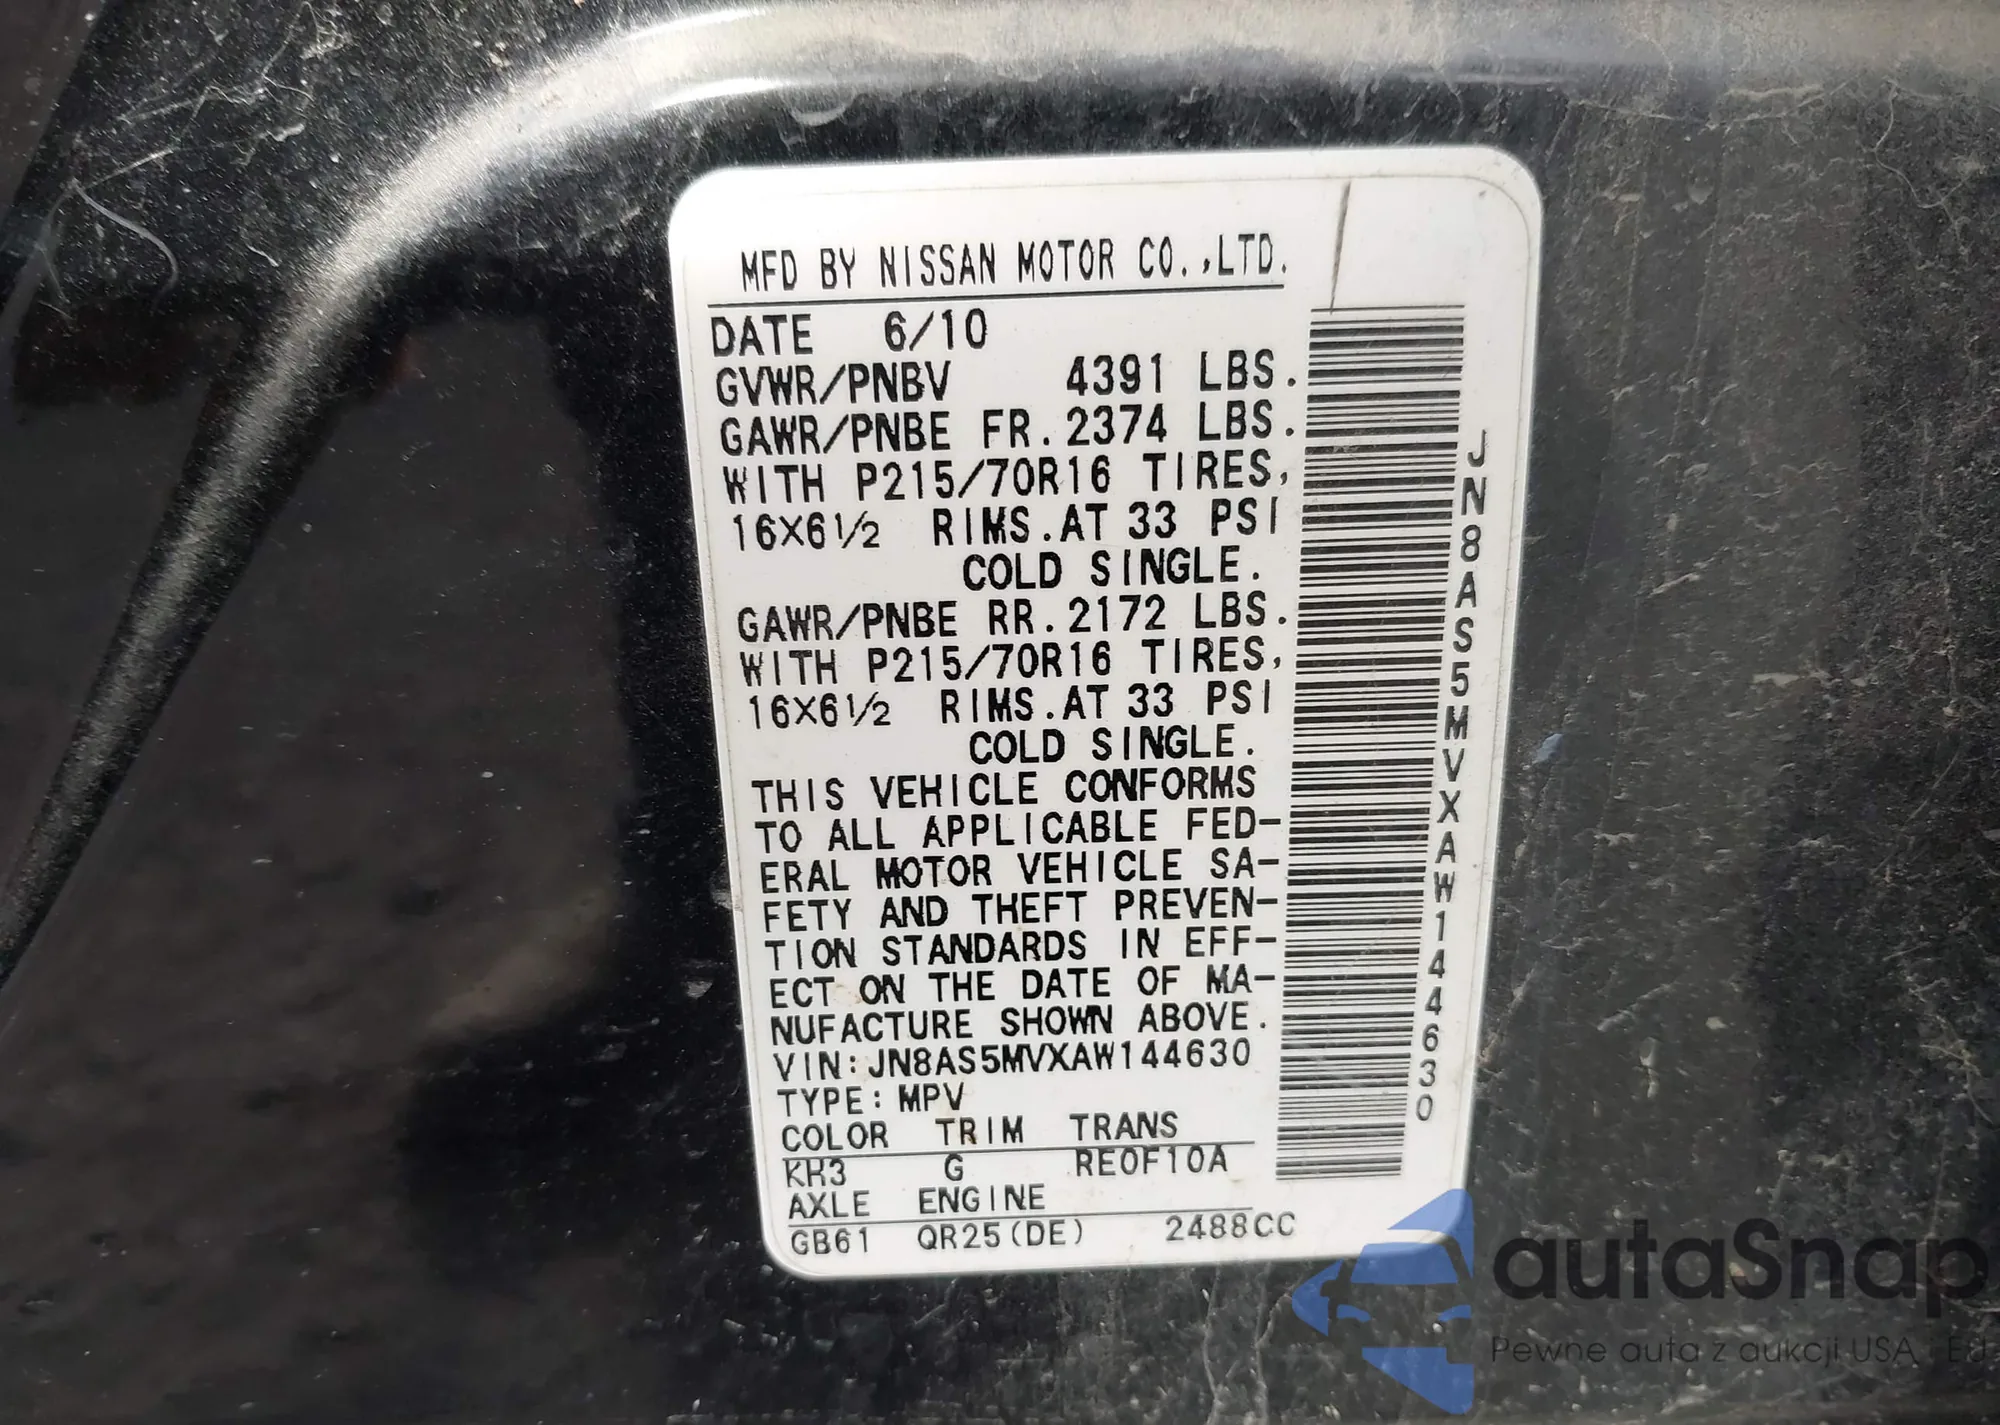 MFD BY NISSAN MOTOR CO.,LTD.
DATE 6/10
GVWR/PNBV 4391 LBS.
GAWR/PNBE FR.2374 LBS.
WITH P215/70R16 TIRES,
16X6½ RIMS.AT 33 PSI
COLD SINGLE.
GAWR/PNBE RR.2172 LBS.
WITH P215/70R16 TIRES,
16X6½ RIMS.AT 33 PSI
COLD SINGLE.
THIS VEHICLE CONFORMS
TO ALL APPLICABLE FED-
ERAL MOTOR VEHICLE SA-
FETY AND THEFT PREVEN-
TION STANDARDS IN EFF-
ECT ON THE DATE OF MA-
NUFACTURE SHOWN ABOVE.
VIN:JN8AS5MVXAW144630
TYPE:MPV
COLOR TRIM TRANS
KH3 G RE0F10A
AXLE ENGINE
GB61 QR25(DE) 2488CC
JN8AS5MVXAW144630
autaSnap
Pewne auta z aukcji USA i EU